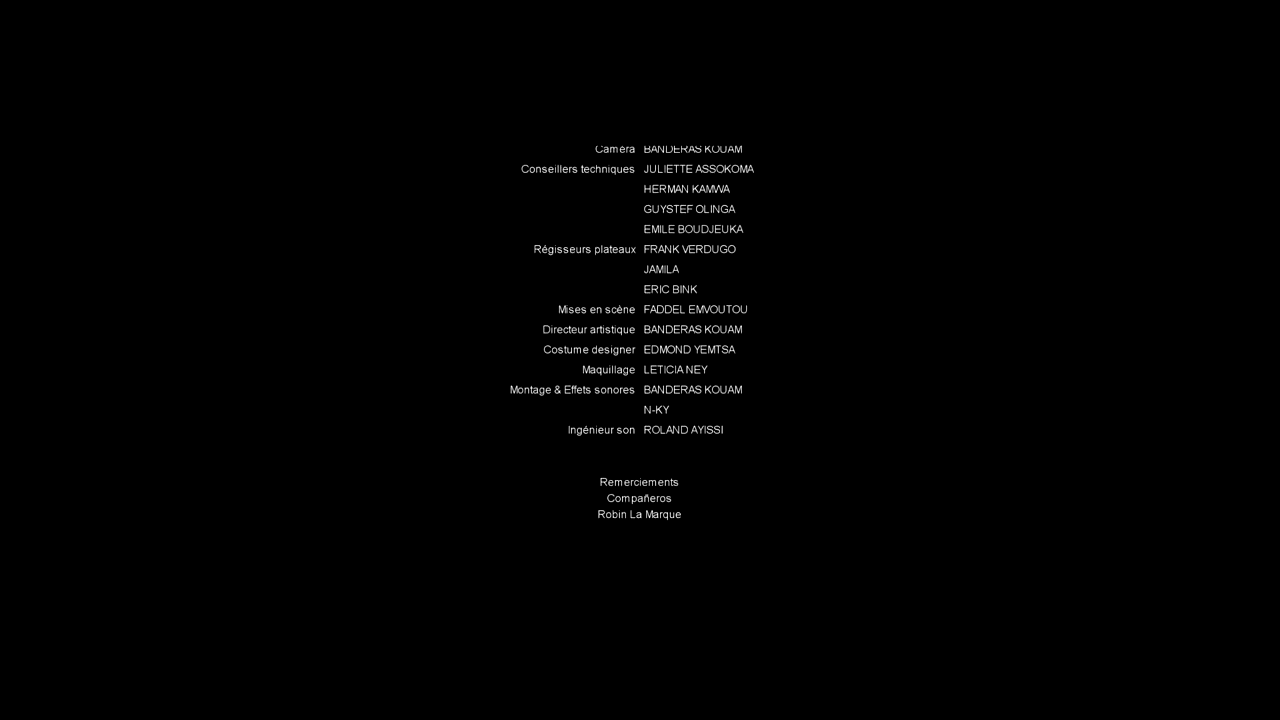 Caméra BANDERAS KOUAM
Conseillers techniques JULIETTE ASSOKOMA
HERMAN KAMWA
GUYSTEF OLINGA
EMILE BOUDJEUKA
Régisseurs plateaux FRANK VERDUGO
JAMILA
ERIC BINK
Mises en scène FADDEL EMVOUTOU
Directeur artistique BANDERAS KOUAM
Costume designer EDMOND YEMTSA
Maquillage LETICIA NEY
Montage & Effets sonores BANDERAS KOUAM
N-KY
Ingénieur son ROLAND AYISSI
Remerciements
Compañeros
Robin La Marque